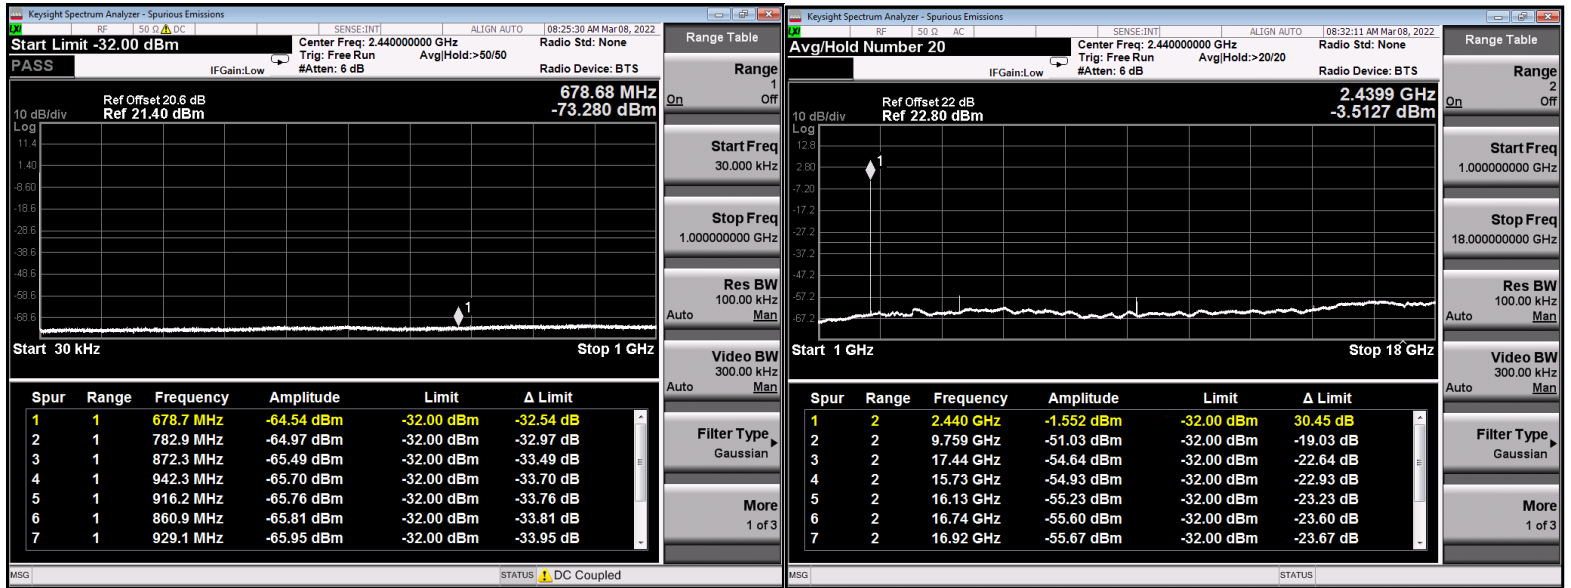 Keysight Spectrum Analyzer - Spurious Emissions
LXI RF 50 Ω DC SENSE:INT ALIGN AUTO 08:25:30 AM Mar 08, 2022
Start Limit -32.00 dBm
PASS
IFGain:Low
Center Freq: 2.440000000 GHz
Trig: Free Run Avg|Hold:>50/50
#Atten: 6 dB
Radio Std: None
Radio Device: BTS
Ref Offset 20.6 dB
10 dB/div Ref 21.40 dBm
678.68 MHz
-73.280 dBm
Log
11.4
1.40
-8.60
-18.6
-28.6
-38.6
-48.6
-58.6
-68.6
1
Start 30 kHz Stop 1 GHz
Spur Range Frequency Amplitude Limit Δ Limit
1 1 678.7 MHz -64.54 dBm -32.00 dBm -32.54 dB
2 1 782.9 MHz -64.97 dBm -32.00 dBm -32.97 dB
3 1 872.3 MHz -65.49 dBm -32.00 dBm -33.49 dB
4 1 942.3 MHz -65.70 dBm -32.00 dBm -33.70 dB
5 1 916.2 MHz -65.76 dBm -32.00 dBm -33.76 dB
6 1 860.9 MHz -65.81 dBm -32.00 dBm -33.81 dB
7 1 929.1 MHz -65.95 dBm -32.00 dBm -33.95 dB
MSG STATUS DC Coupled
Range Table
Range
1
On Off
Start Freq
30.000 kHz
Stop Freq
1.000000000 GHz
Res BW
100.00 kHz
Auto Man
Video BW
300.00 kHz
Auto Man
Filter Type
Gaussian
More
1 of 3
Keysight Spectrum Analyzer - Spurious Emissions
LXI RF 50 Ω AC SENSE:INT ALIGN AUTO 08:32:11 AM Mar 08, 2022
Avg/Hold Number 20
IFGain:Low
Center Freq: 2.440000000 GHz
Trig: Free Run Avg|Hold:>20/20
#Atten: 6 dB
Radio Std: None
Radio Device: BTS
Ref Offset 22 dB
10 dB/div Ref 22.80 dBm
2.4399 GHz
-3.5127 dBm
Log
12.8
2.80
-7.20
-17.2
-27.2
-37.2
-47.2
-57.2
-67.2
1
Start 1 GHz Stop 18 GHz
Spur Range Frequency Amplitude Limit Δ Limit
1 2 2.440 GHz -1.552 dBm -32.00 dBm 30.45 dB
2 2 9.759 GHz -51.03 dBm -32.00 dBm -19.03 dB
3 2 17.44 GHz -54.64 dBm -32.00 dBm -22.64 dB
4 2 15.73 GHz -54.93 dBm -32.00 dBm -22.93 dB
5 2 16.13 GHz -55.23 dBm -32.00 dBm -23.23 dB
6 2 16.74 GHz -55.60 dBm -32.00 dBm -23.60 dB
7 2 16.92 GHz -55.67 dBm -32.00 dBm -23.67 dB
MSG STATUS
Range Table
Range
2
On Off
Start Freq
1.000000000 GHz
Stop Freq
18.000000000 GHz
Res BW
100.00 kHz
Auto Man
Video BW
300.00 kHz
Auto Man
Filter Type
Gaussian
More
1 of 3